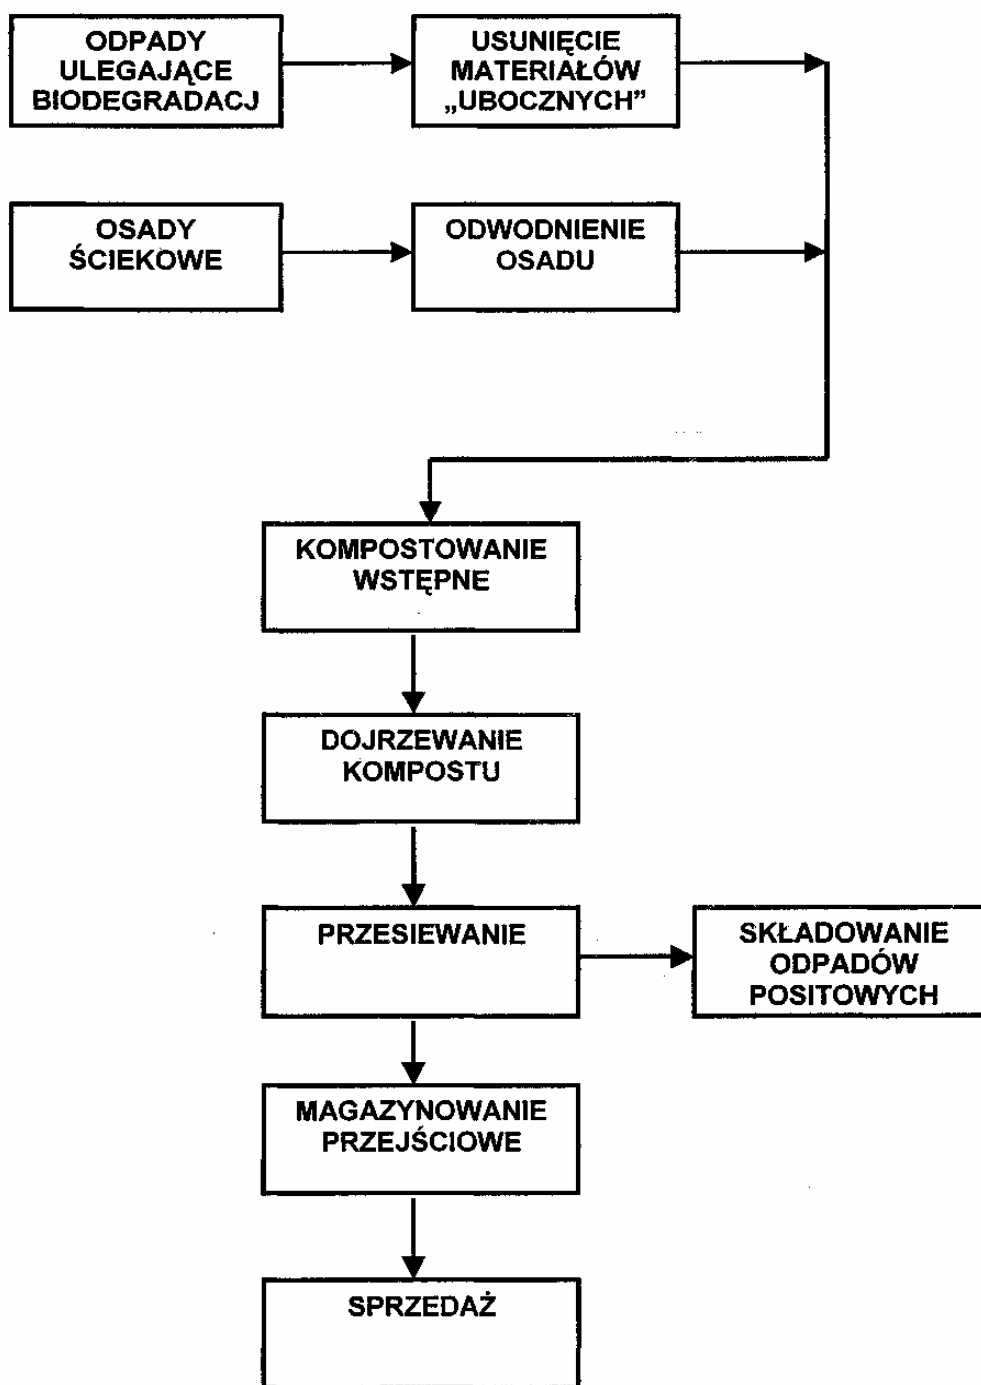 ODPADY
ULEGAJĄCE
BIODEGRADACJ
USUNIĘCIE
MATERIAŁÓW
„UBOCZNYCH”
OSADY
ŚCIEKOWE
ODWODNIENIE
OSADU
KOMPOSTOWANIE
WSTĘPNE
DOJRZEWANIE
KOMPOSTU
PRZESIEWANIE
SKŁADOWANIE
ODPADÓW
POSITOWYCH
MAGAZYNOWANIE
PRZEJŚCIOWE
SPRZEDAŻ